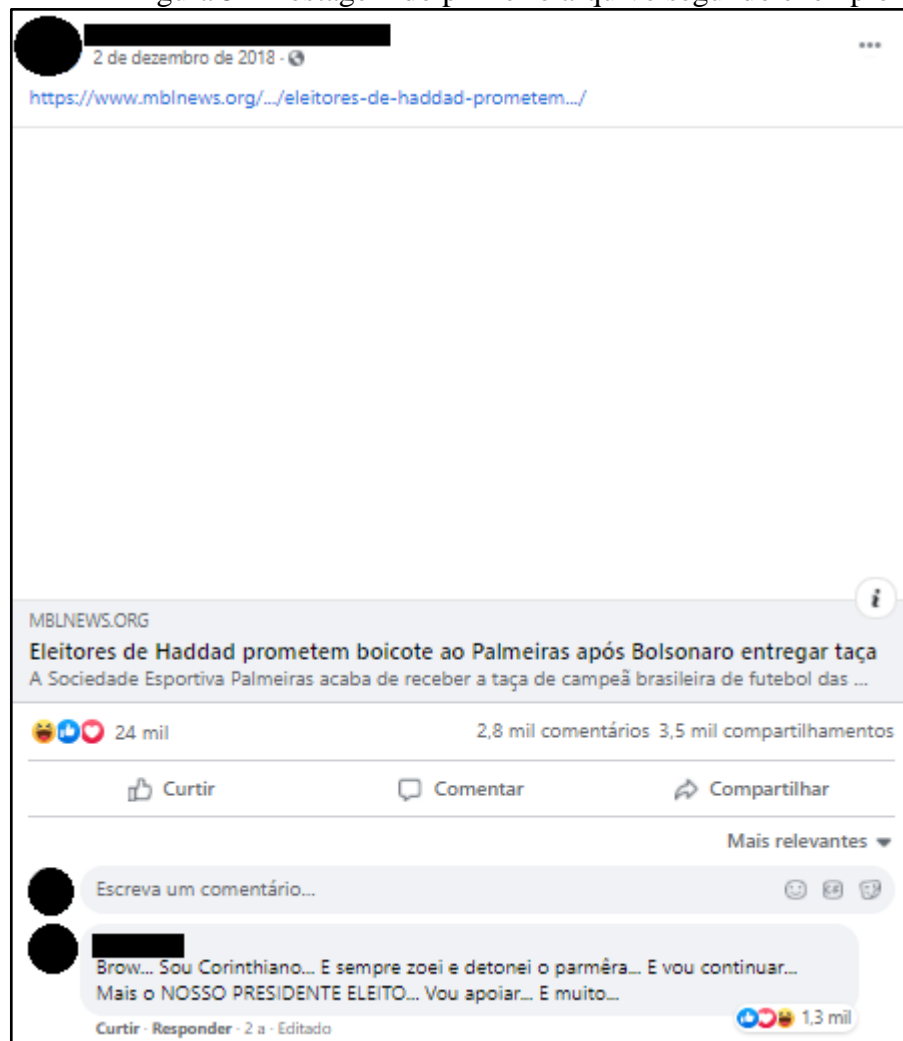 2 de dezembro de 2018 ·
https://www.mblnews.org/.../eleitores-de-haddad-prometem.../
i
MBLNEWS.ORG
Eleitores de Haddad prometem boicote ao Palmeiras após Bolsonaro entregar taça
A Sociedade Esportiva Palmeiras acaba de receber a taça de campeã brasileira de futebol das ...
24 mil 2,8 mil comentários 3,5 mil compartilhamentos
Curtir Comentar Compartilhar
Mais relevantes
Escreva um comentário...
Brow... Sou Corinthiano... E sempre zoei e detonei o parmêra... E vou continuar...
Mais o NOSSO PRESIDENTE ELEITO... Vou apoiar... E muito...
1,3 mil
Curtir · Responder · 2 a · Editado